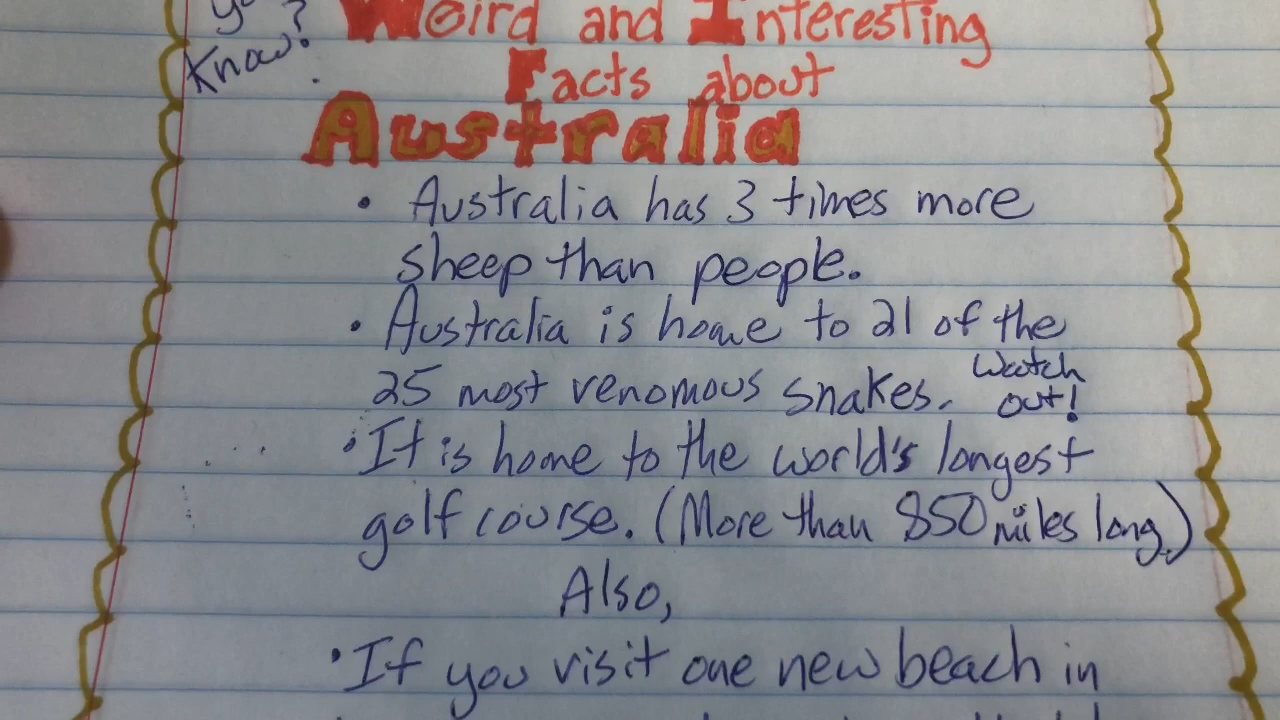 Know?
Weird and Interesting
Facts about
Australia
• Australia has 3 times more
sheep than people.
• Australia is home to 21 of the
25 most venomous snakes. Watch
out!
• It is home to the world's longest
golf course. (More than 850 miles long.)
Also,
• If you visit one new beach in